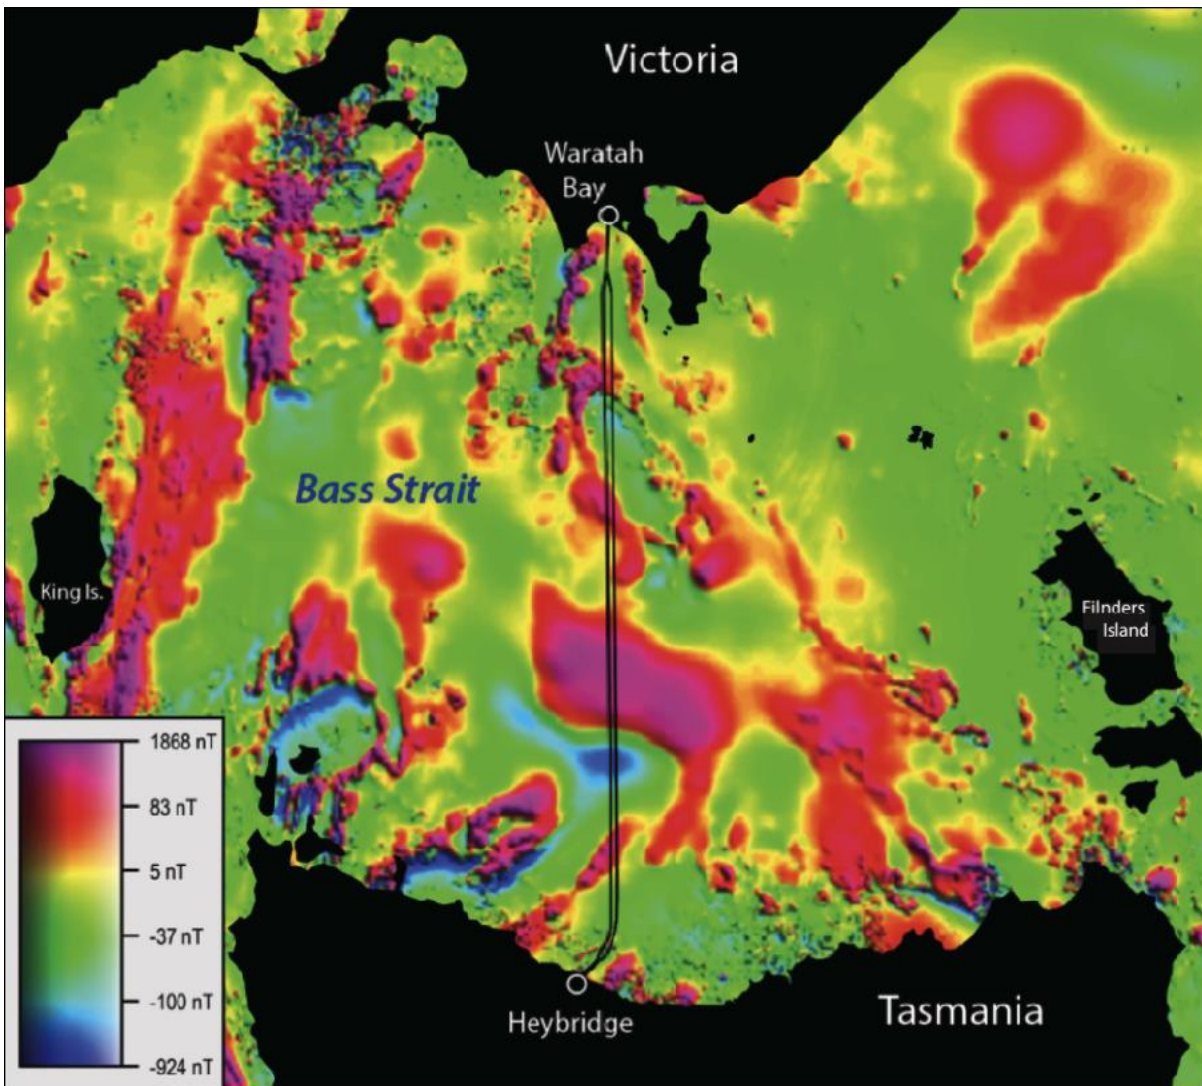 Victoria
Waratah
Bay
Bass Strait
King Is.
Filnders
Island
1868 nT
83 nT
5 nT
-37 nT
-100 nT
-924 nT
Heybridge
Tasmania